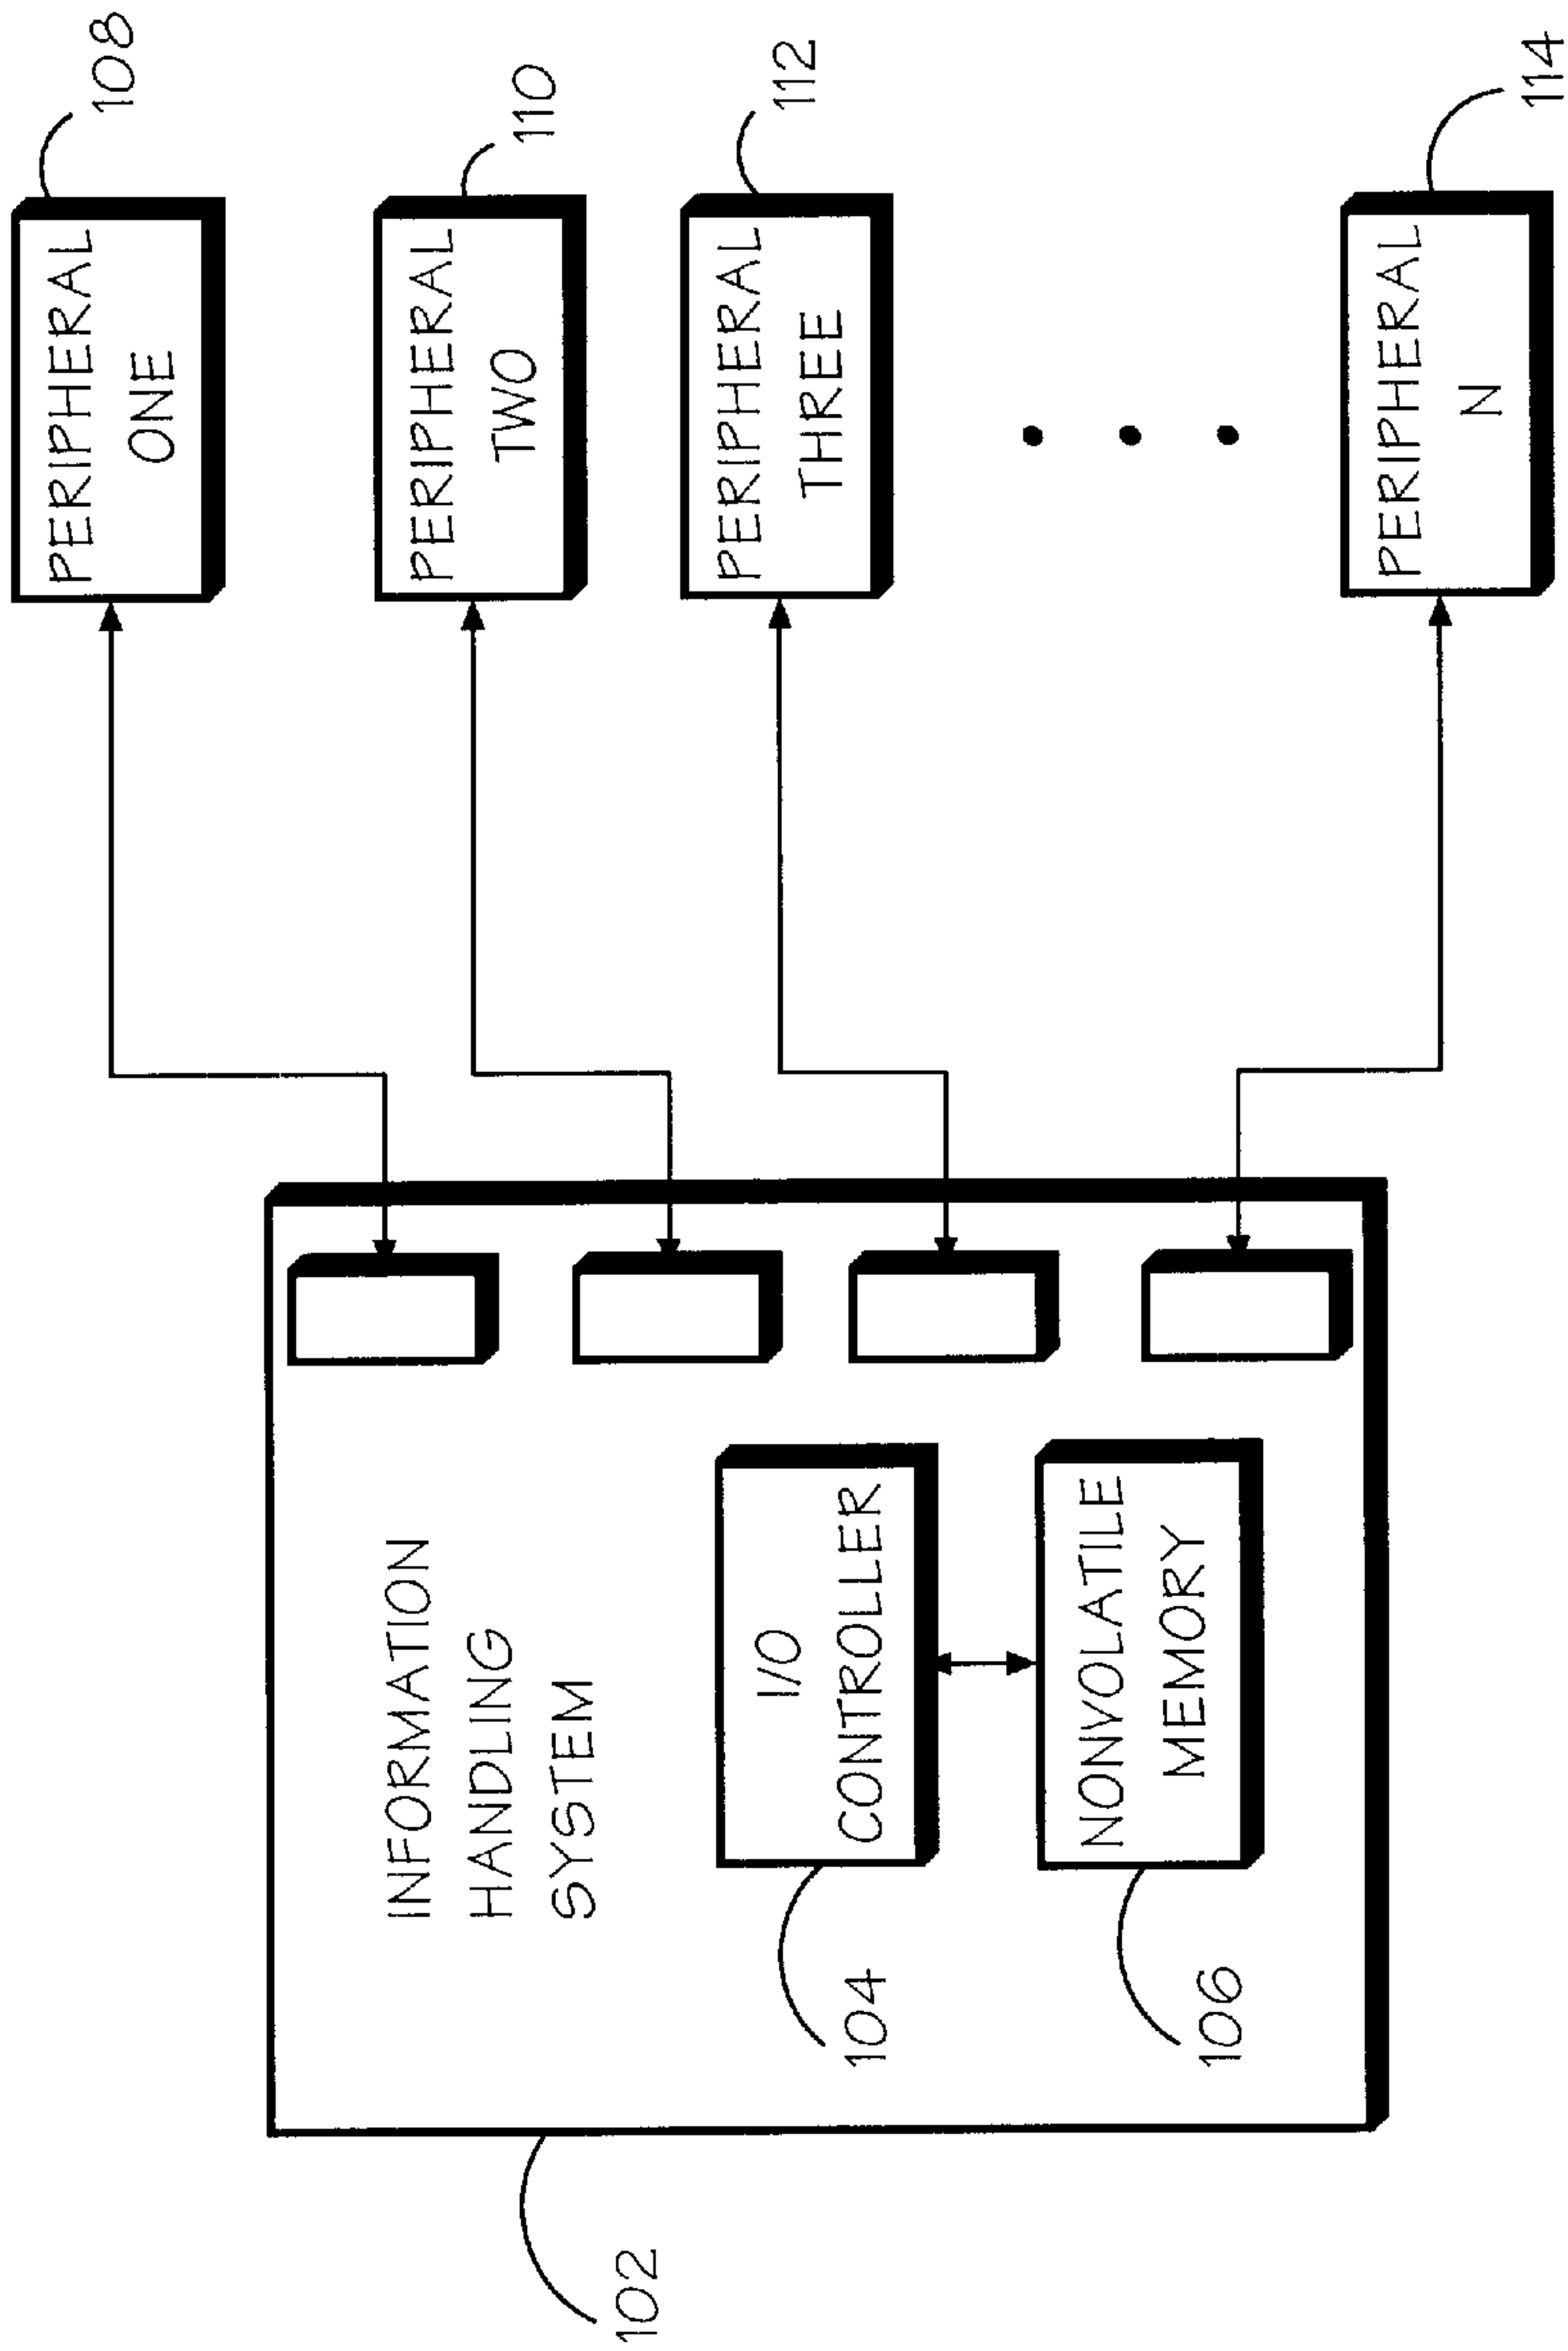 108
PERIPHERAL
ONE
110
PERIPHERAL
TWO
112
PERIPHERAL
THREE
114
PERIPHERAL
N
INFORMATION
HANDLING
SYSTEM
I/O
CONTROLLER
NONVOLATILE
MEMORY
104
106
102